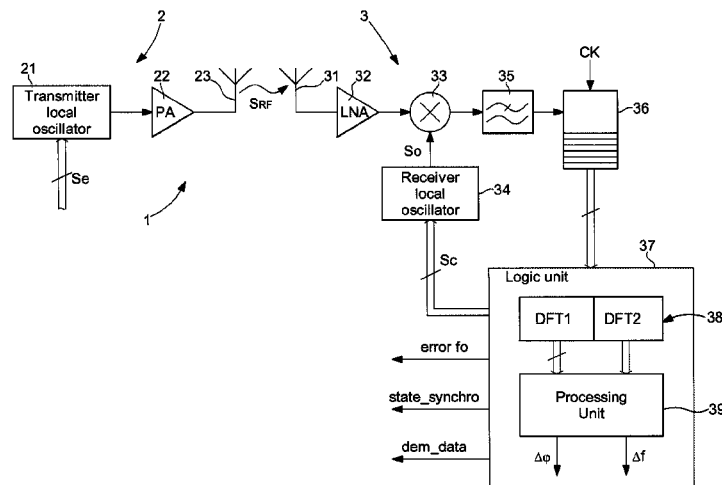 2
3
21
22
23
31
32
33
35
CK
36
Transmitter
local
oscillator
PA
SRF
LNA
So
Se
1
Receiver
local
oscillator
34
Sc
37
Logic unit
DFT1
DFT2
38
error fo
state_synchro
dem_data
Processing
Unit
39
Δφ
Δf